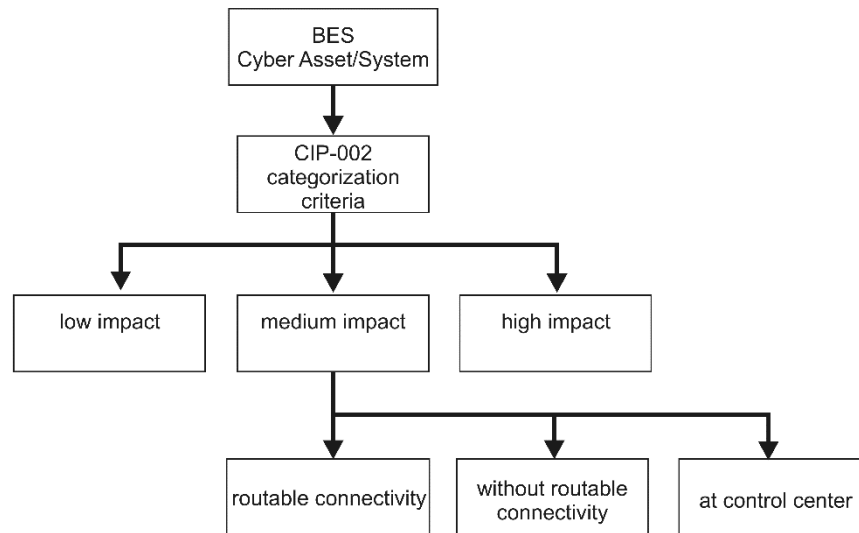 BES
Cyber Asset/System
CIP-002
categorization
criteria
low impact
medium impact
high impact
routable connectivity
without routable
connectivity
at control center